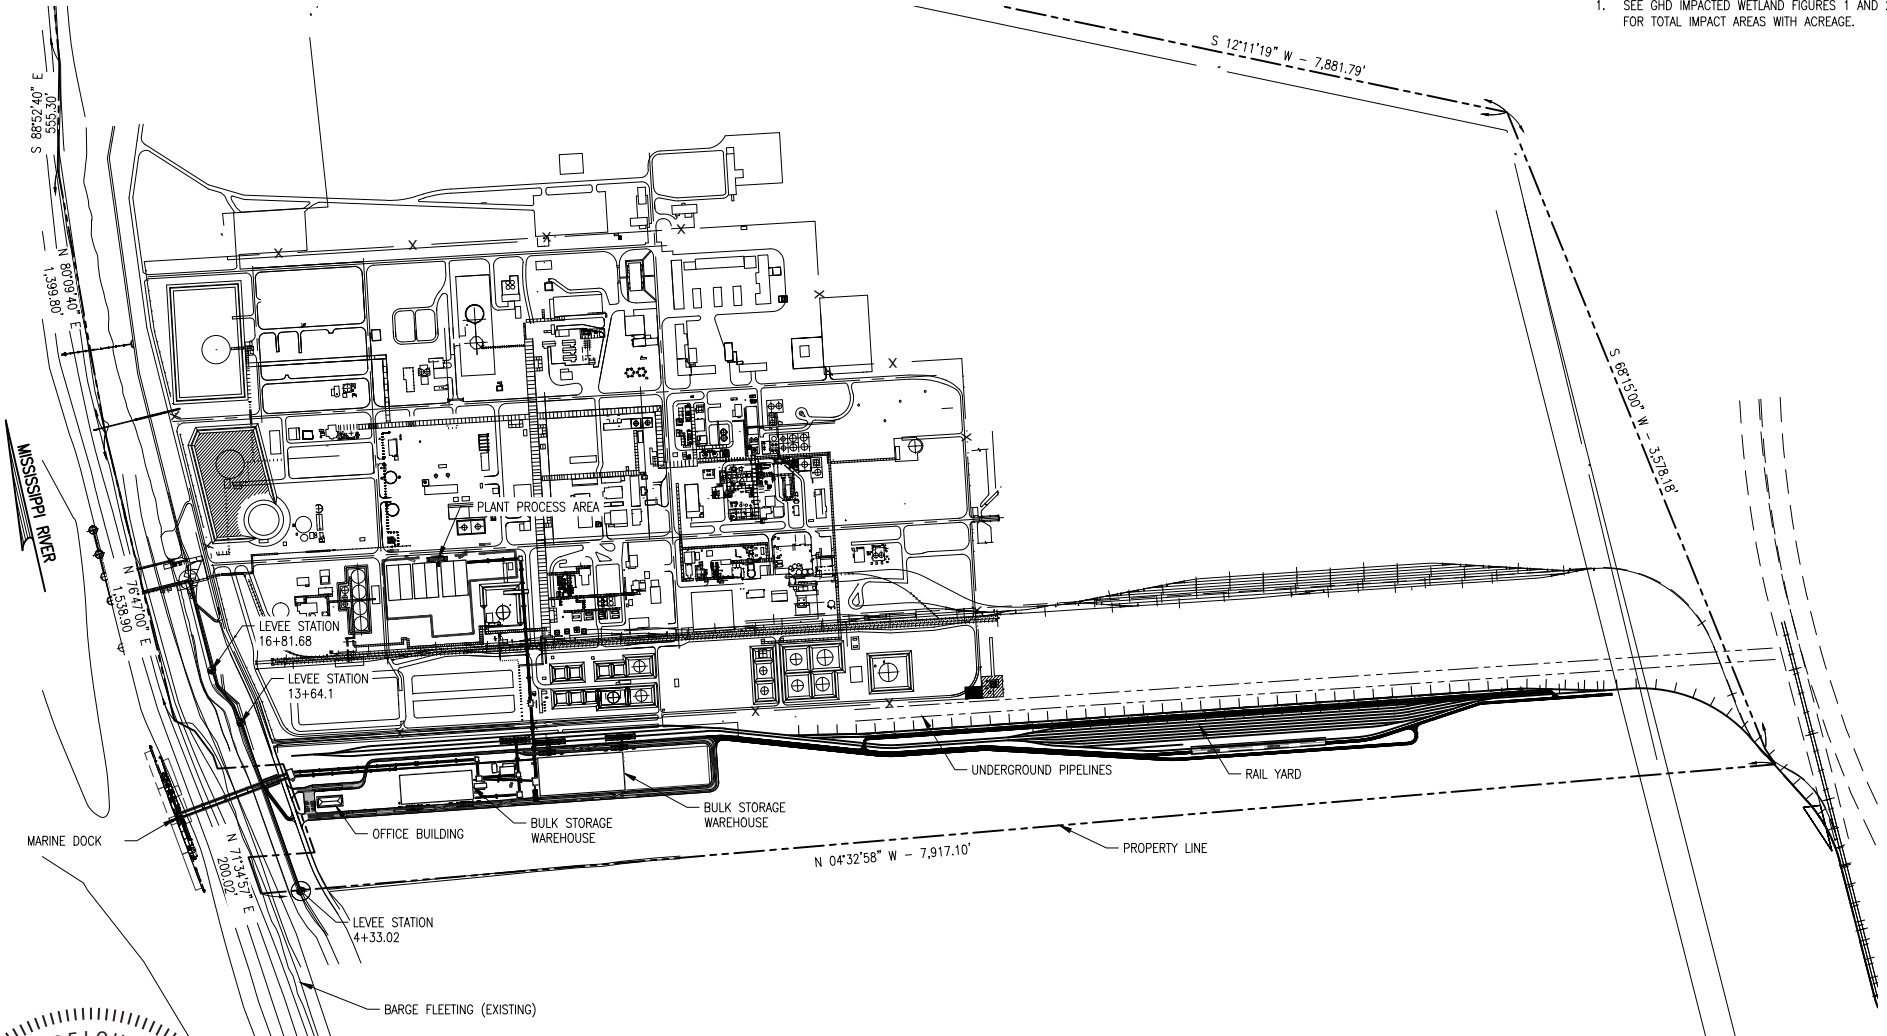 1. SEE GHD IMPACTED WETLAND FIGURES 1 AND
FOR TOTAL IMPACT AREAS WITH ACREAGE.
S 12°11'19" W - 7,881.79'
S 88°52'40" E
555.30'
N 80°09'40" E
1,399.80'
S 68°15'00" W - 3,578.18'
MISSISSIPPI RIVER
PLANT PROCESS AREA
N 76°47'00" E
1,538.90
LEVEE STATION
16+81.68
LEVEE STATION
13+64.1
UNDERGROUND PIPELINES
RAIL YARD
BULK STORAGE
WAREHOUSE
BULK STORAGE
WAREHOUSE
OFFICE BUILDING
MARINE DOCK
PROPERTY LINE
N 04°32'58" W - 7,917.10'
N 71°34'57" E
200.02'
LEVEE STATION
4+33.02
BARGE FLEETING (EXISTING)